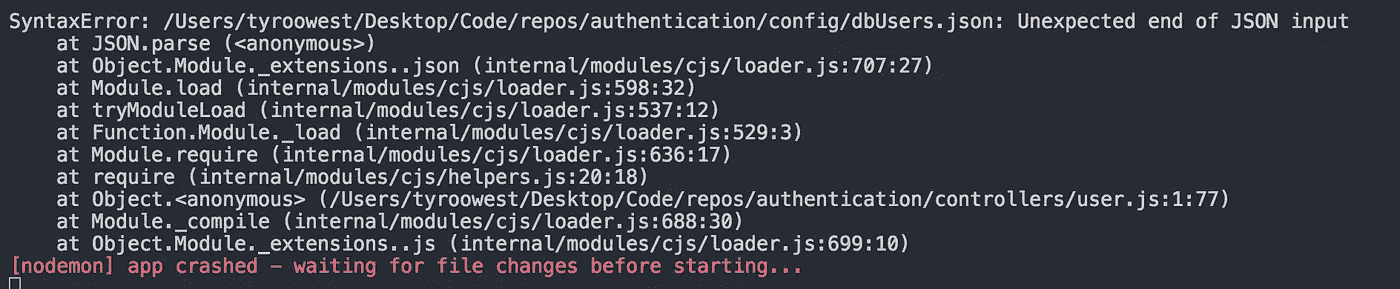 SyntaxError: /Users/tyroowest/Desktop/Code/repos/authentication/config/dbUsers.json: Unexpected end of JSON input
    at JSON.parse (<anonymous>)
    at Object.Module._extensions..json (internal/modules/cjs/loader.js:707:27)
    at Module.load (internal/modules/cjs/loader.js:598:32)
    at tryModuleLoad (internal/modules/cjs/loader.js:537:12)
    at Function.Module._load (internal/modules/cjs/loader.js:529:3)
    at Module.require (internal/modules/cjs/loader.js:636:17)
    at require (internal/modules/cjs/helpers.js:20:18)
    at Object.<anonymous> (/Users/tyroowest/Desktop/Code/repos/authentication/controllers/user.js:1:77)
    at Module._compile (internal/modules/cjs/loader.js:688:30)
    at Object.Module._extensions..js (internal/modules/cjs/loader.js:699:10)
[nodemon] app crashed - waiting for file changes before starting...